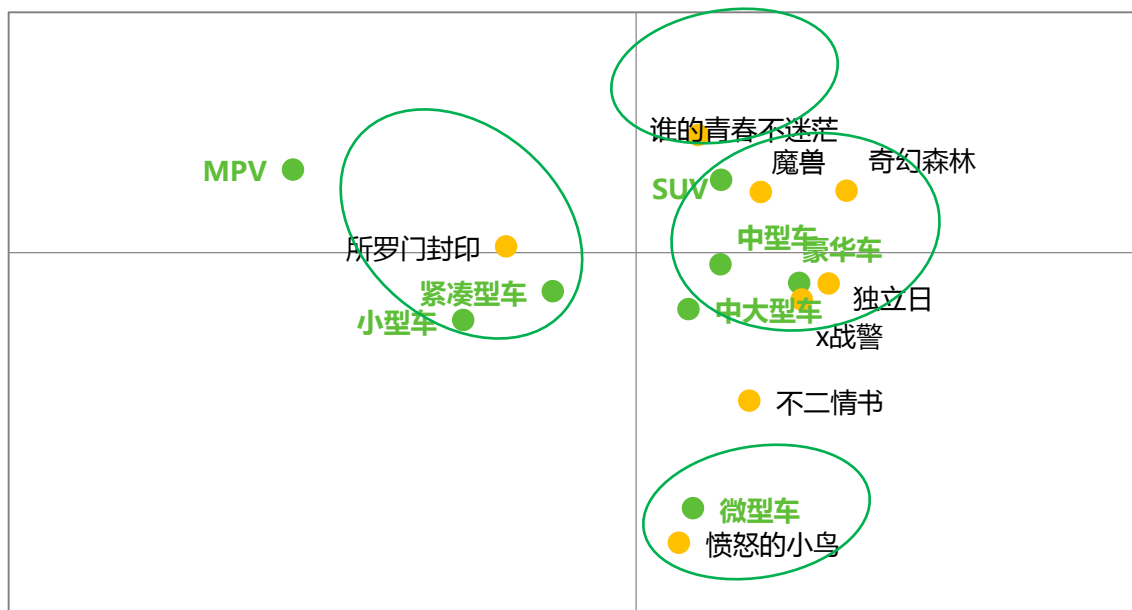 谁的青春不迷茫
魔兽
奇幻森林
MPV
SUV
中型车
豪华车
所罗门封印
紧凑型车
独立日
小型车
中大型车
x战警
不二情书
微型车
愤怒的小鸟